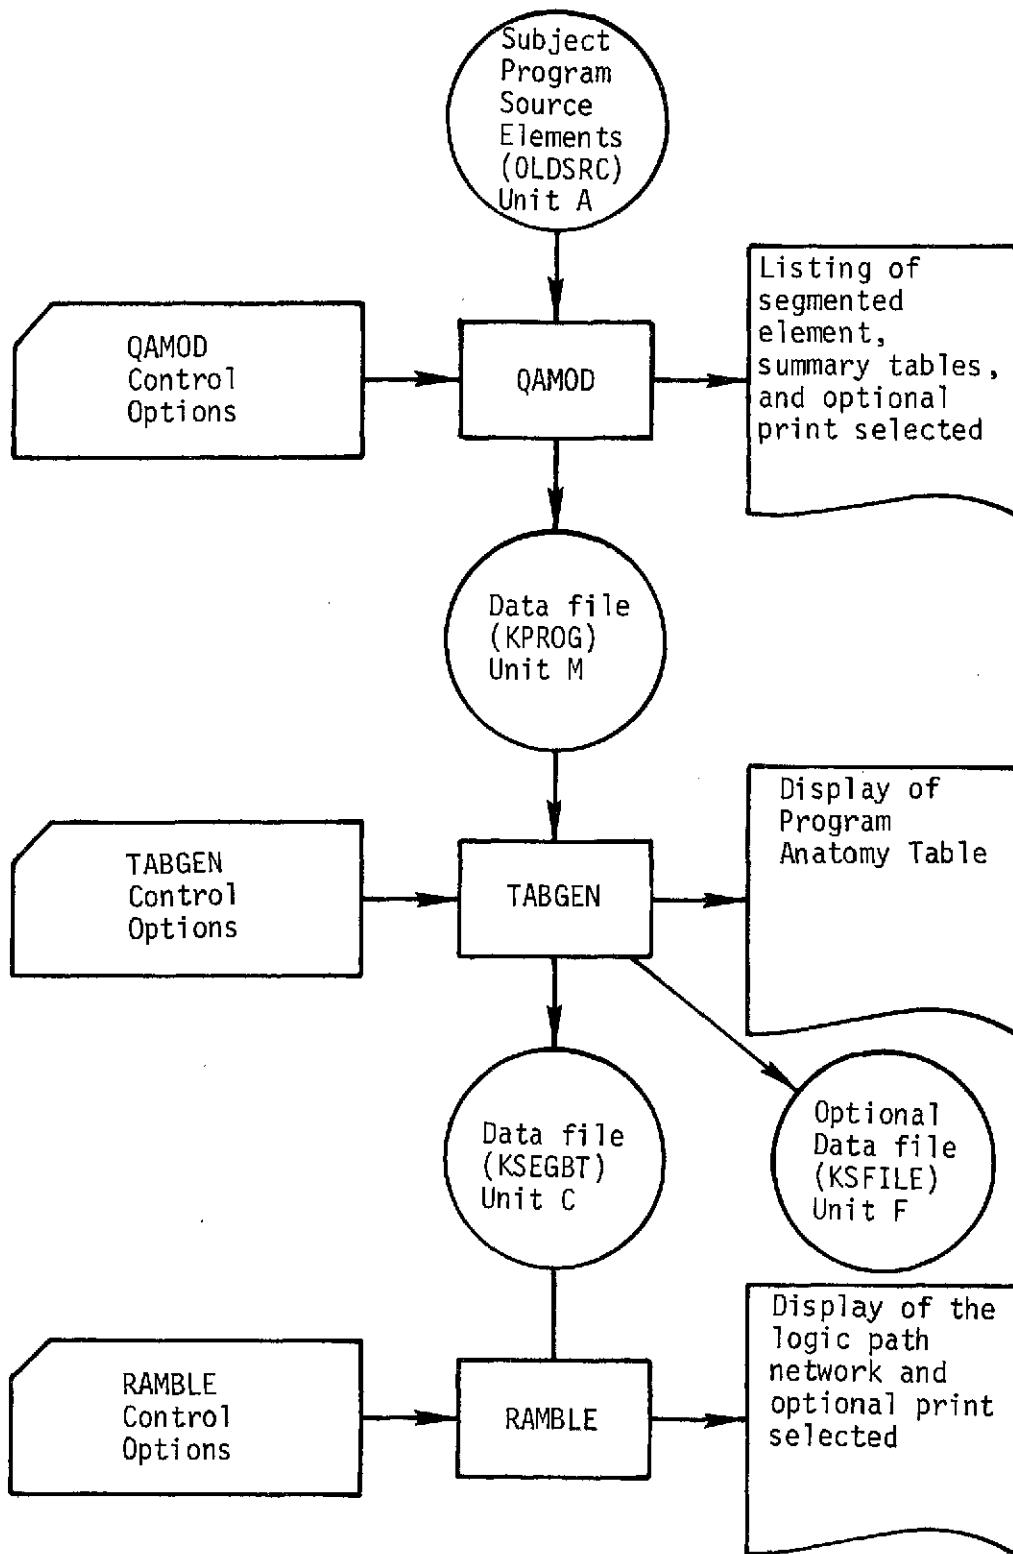 Subject
Program
Source
Elements
(OLDSRC)
Unit A
QAMOD
Control
Options
QAMOD
Listing of
segmented
element,
summary tables,
and optional
print selected
Data file
(KPROG)
Unit M
TABGEN
Control
Options
TABGEN
Display of
Program
Anatomy Table
Data file
(KSEGBT)
Unit C
Optional
Data file
(KSFILE)
Unit F
RAMBLE
Control
Options
RAMBLE
Display of the
logic path
network and
optional print
selected